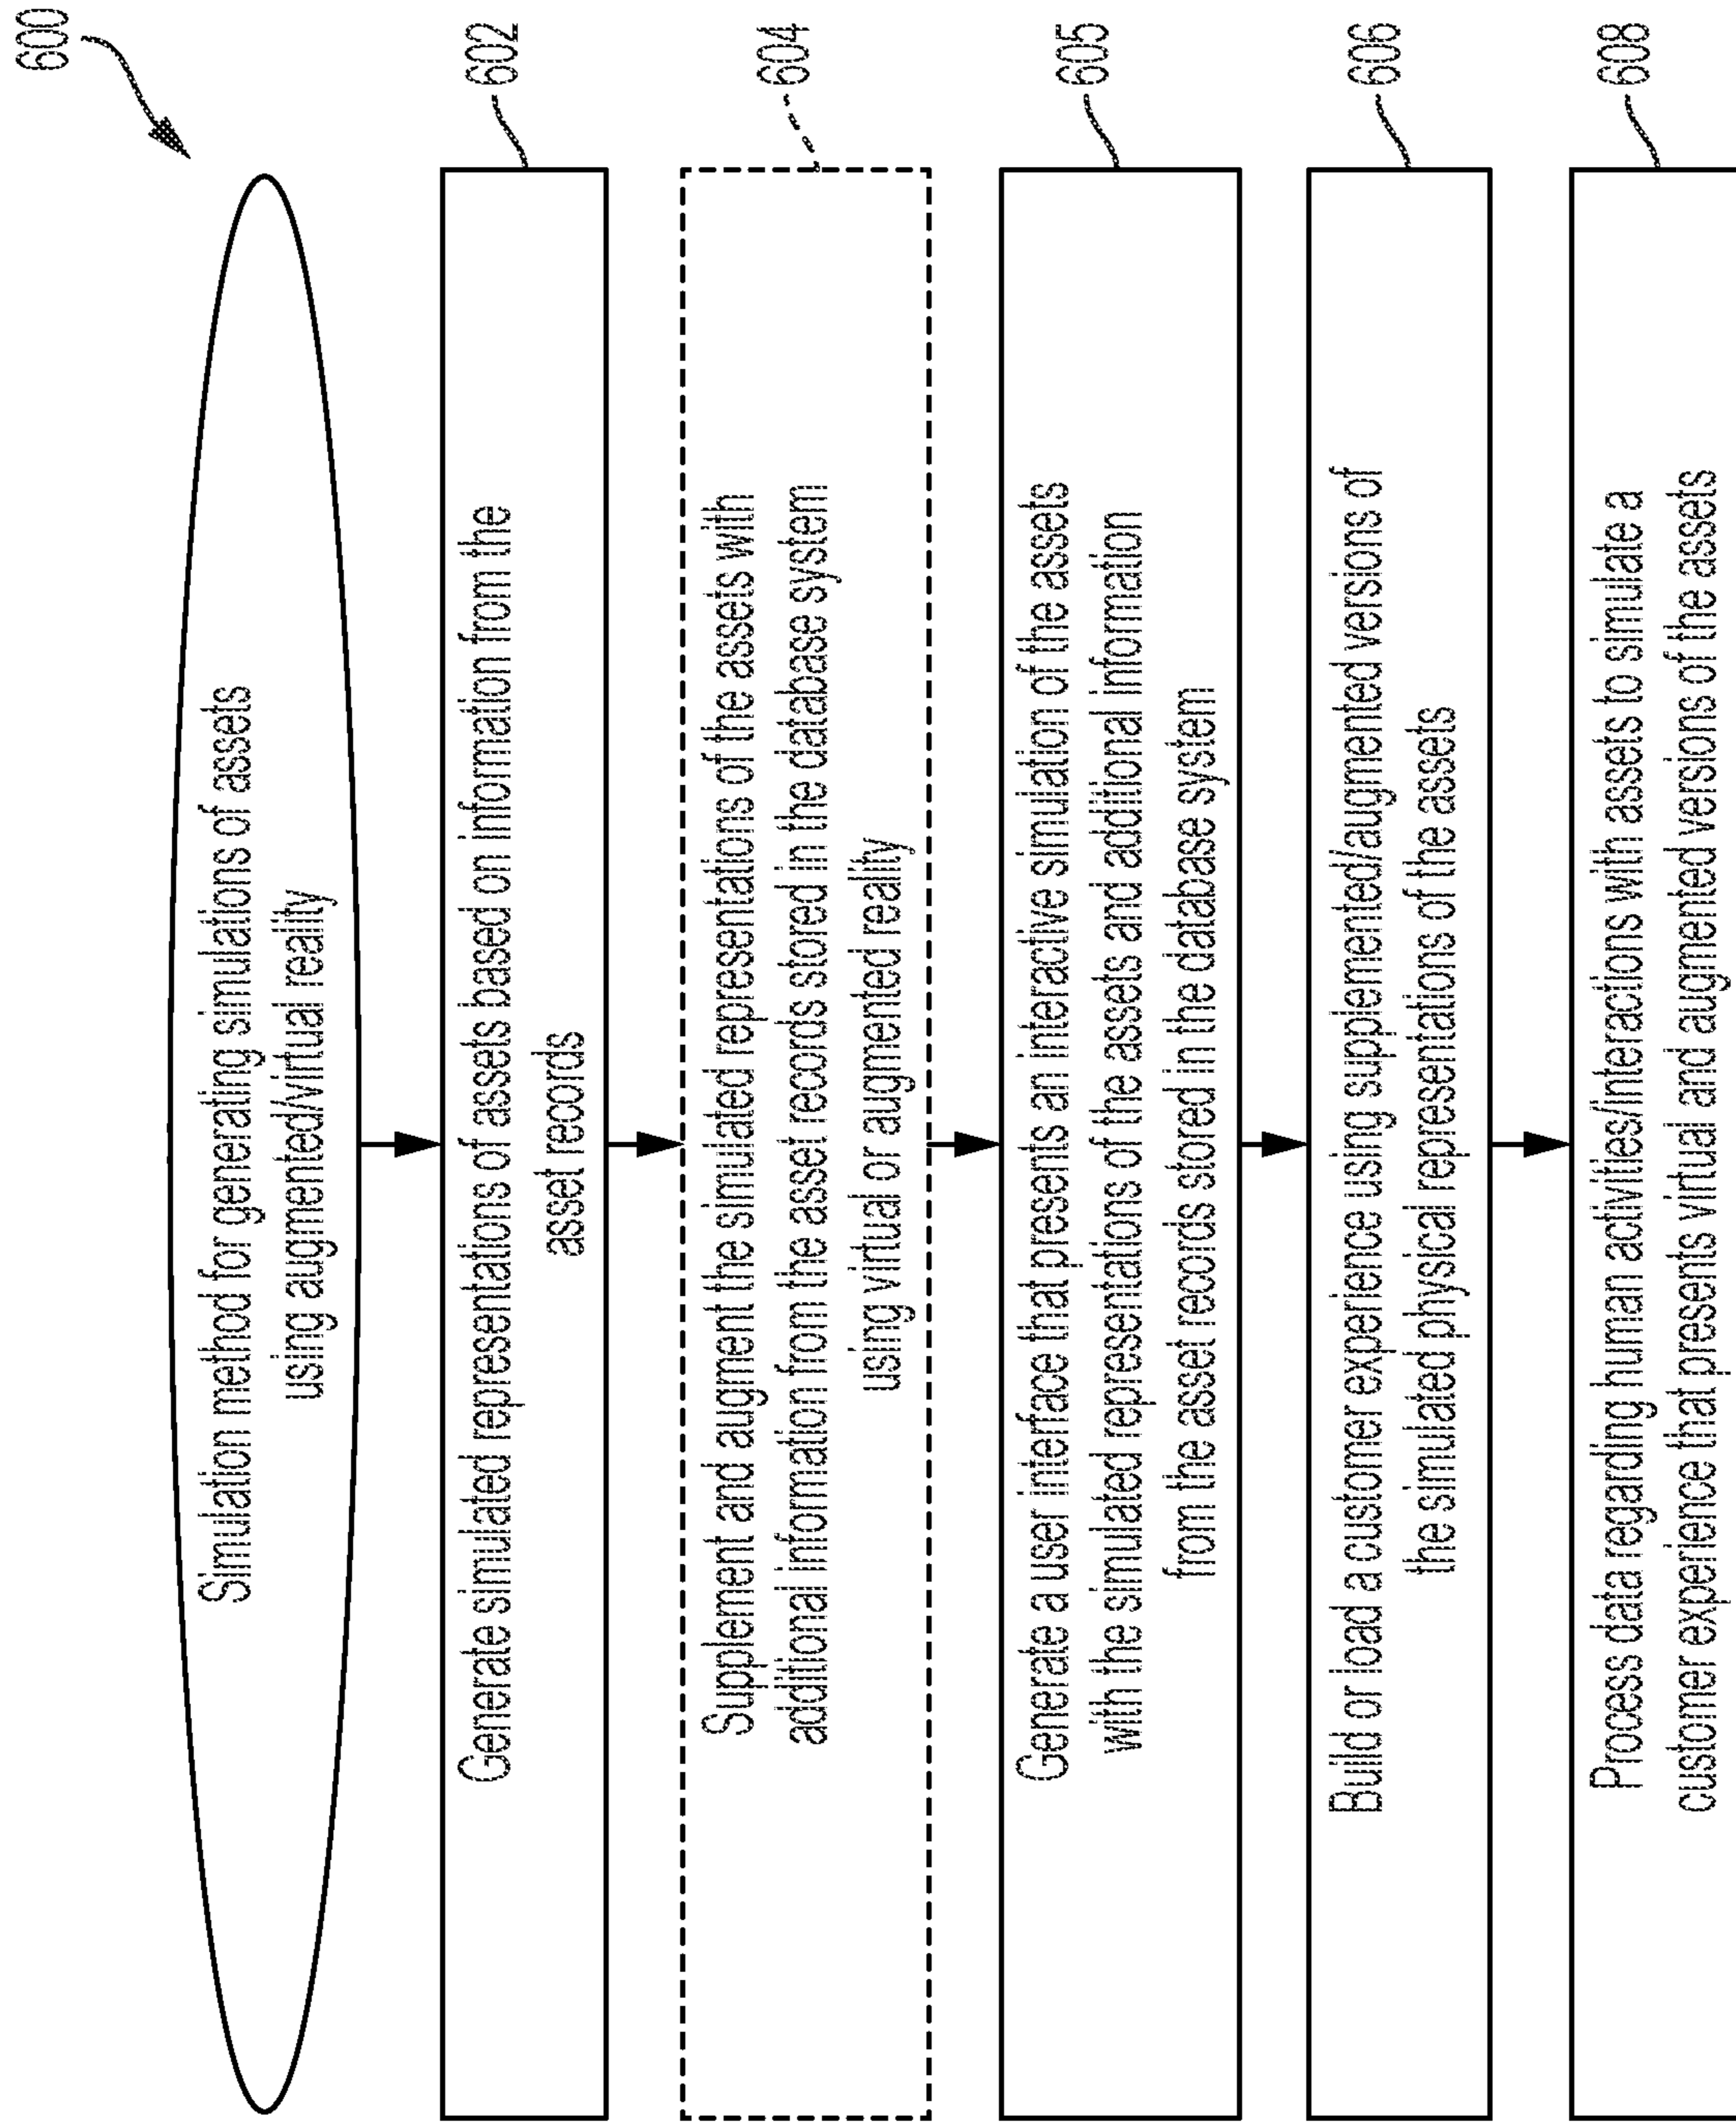 600
Simulation method for generating simulations of assets
using augmented/virtual reality
602
Generate simulated representations of assets based on information from the
asset records
604
Supplement and augment the simulated representations of the assets with
additional information from the asset records stored in the database system
using virtual or augmented reality
605
Generate a user interface that presents an interactive simulation of the assets
with the simulated representations of the assets and additional information
from the asset records stored in the database system
606
Build or load a customer experience using supplemented/augmented versions of
the simulated physical representations of the assets
608
Process data regarding human activities/interactions with assets to simulate a
customer experience that presents virtual and augmented versions of the assets